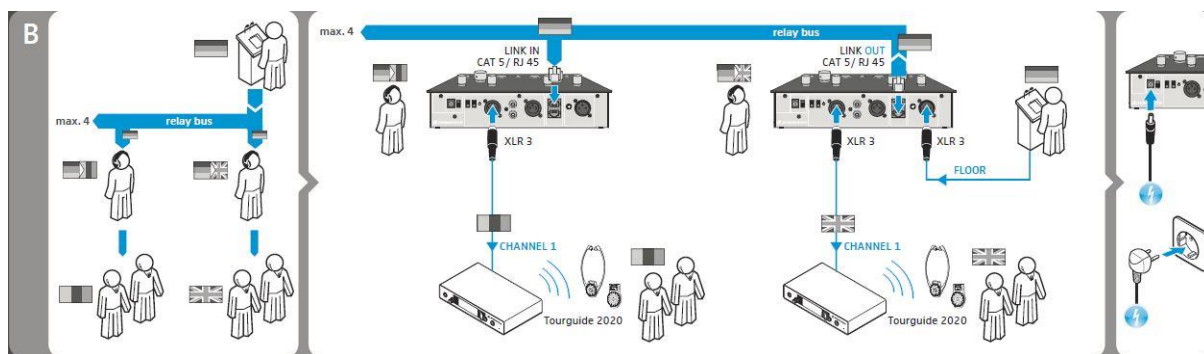 B
max. 4
relay bus
max. 4
relay bus
LINK IN
CAT 5/ RJ 45
LINK OUT
CAT 5/ RJ 45
XLR 3
XLR 3
XLR 3
FLOOR
CHANNEL 1
CHANNEL 1
Tourguide 2020
Tourguide 2020